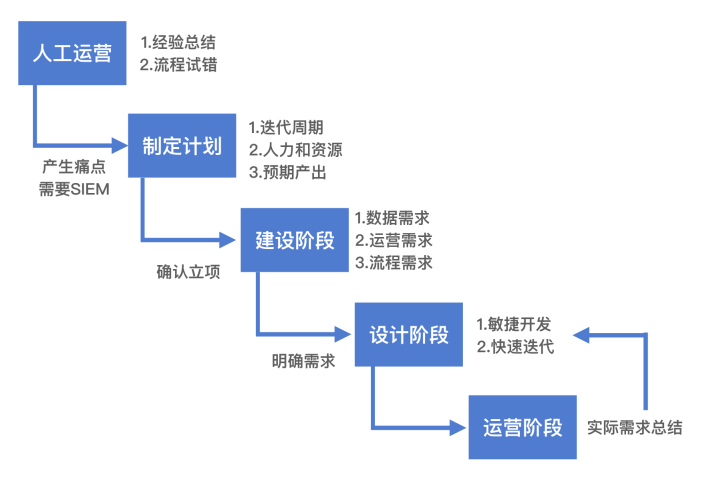 人工运营
1.经验总结
2.流程试错
制定计划
1.迭代周期
2.人力和资源
3.预期产出
产生痛点
需要SIEM
建设阶段
1.数据需求
2.运营需求
3.流程需求
确认立项
设计阶段
1.敏捷开发
2.快速迭代
明确需求
运营阶段
实际需求总结